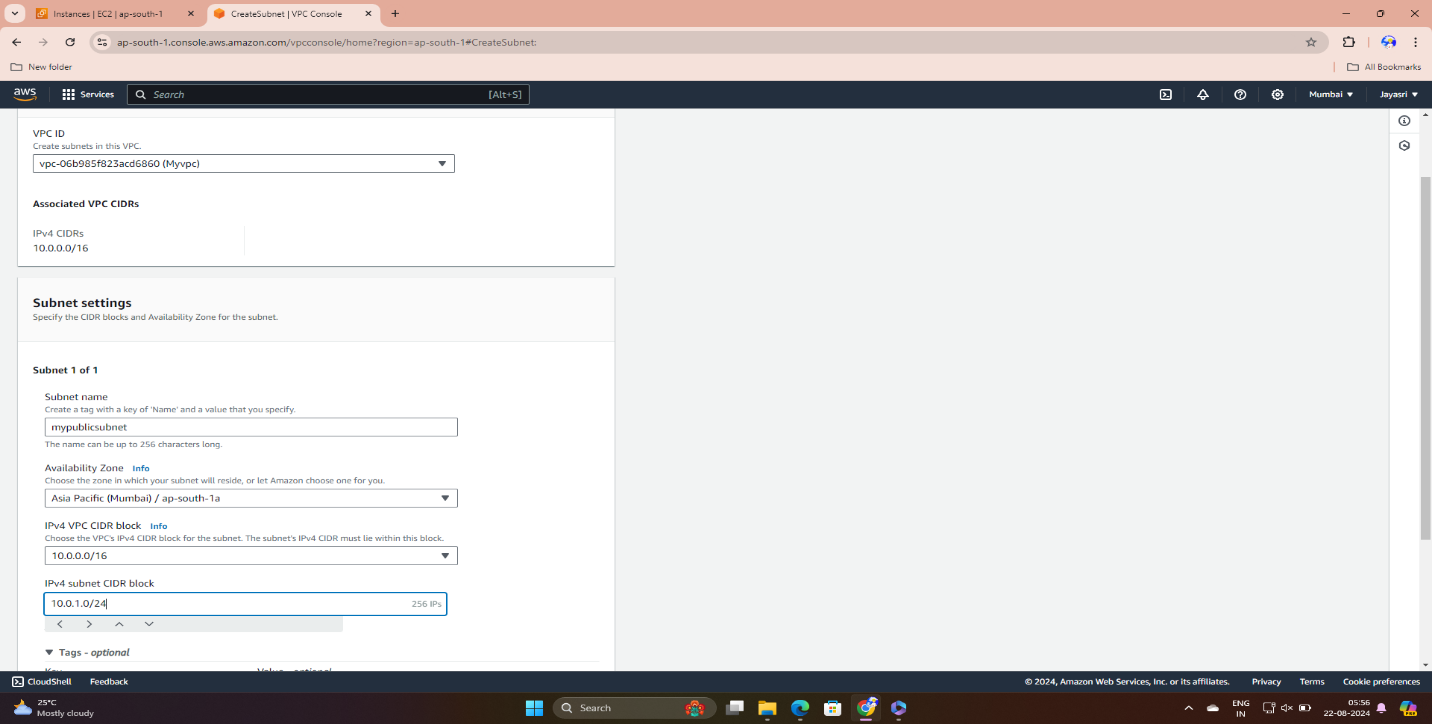 Instances | EC2 | ap-south-1
CreateSubnet | VPC Console
ap-south-1.console.aws.amazon.com/vpcconsole/home?region=ap-south-1#CreateSubnet:
New folder
All Bookmarks
aws
Services
Search
[Alt+S]
Mumbai
Jayasri
VPC ID
Create subnets in this VPC.
vpc-06b985f823acd6860 (Myvpc)
Associated VPC CIDRs
IPv4 CIDRs
10.0.0.0/16
Subnet settings
Specify the CIDR blocks and Availability Zone for the subnet.
Subnet 1 of 1
Subnet name
Create a tag with a key of 'Name' and a value that you specify.
mypublicsubnet
The name can be up to 256 characters long.
Availability Zone Info
Choose the zone in which your subnet will reside, or let Amazon choose one for you.
Asia Pacific (Mumbai) / ap-south-1a
IPv4 VPC CIDR block Info
Choose the VPC's IPv4 CIDR block for the subnet. The subnet's IPv4 CIDR must lie within this block.
10.0.0.0/16
IPv4 subnet CIDR block
10.0.1.0/24
256 IPs
Tags - optional
Key
Value - optional
CloudShell
Feedback
© 2024, Amazon Web Services, Inc. or its affiliates.
Privacy
Terms
Cookie preferences
25°C
Mostly cloudy
Search
ENG
IN
05:56
22-08-2024